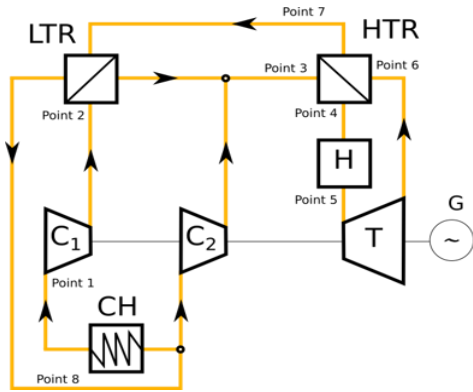 Point 7
LTR
HTR
Point 3
Point 6
Point 2
Point 4
H
Point 5
G
C1
C2
T
~
Point 1
CH
Point 8